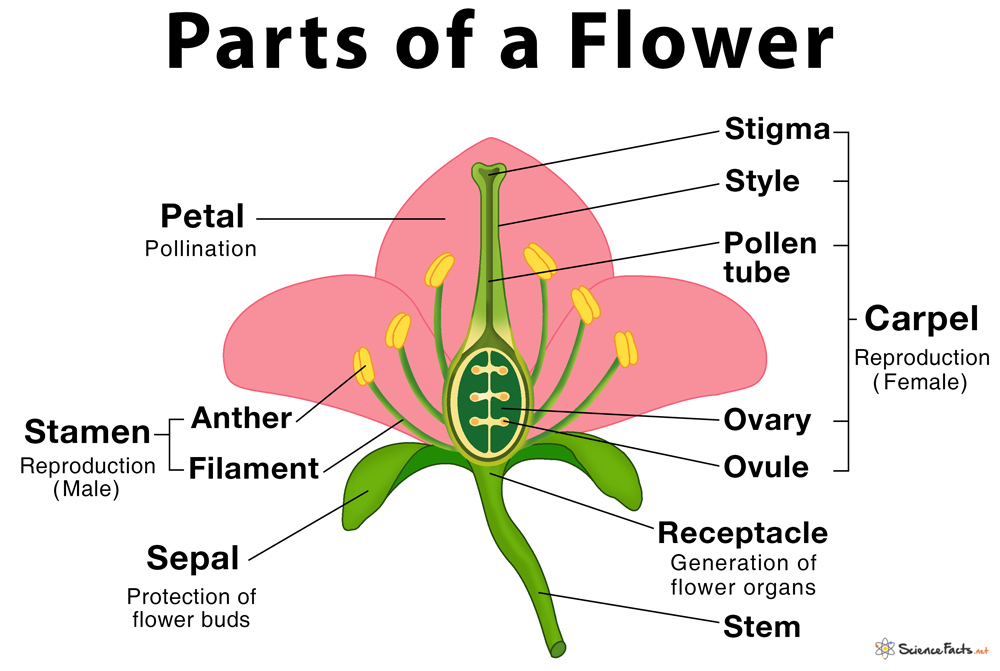 Parts of a Flower
Stigma
Style
Petal
Pollination
Pollen
tube
Carpel
Reproduction
(Female)
Anther
Stamen
Reproduction
(Male)
Filament
Ovary
Ovule
Receptacle
Generation of
flower organs
Sepal
Protection of
flower buds
Stem
ScienceFacts.net